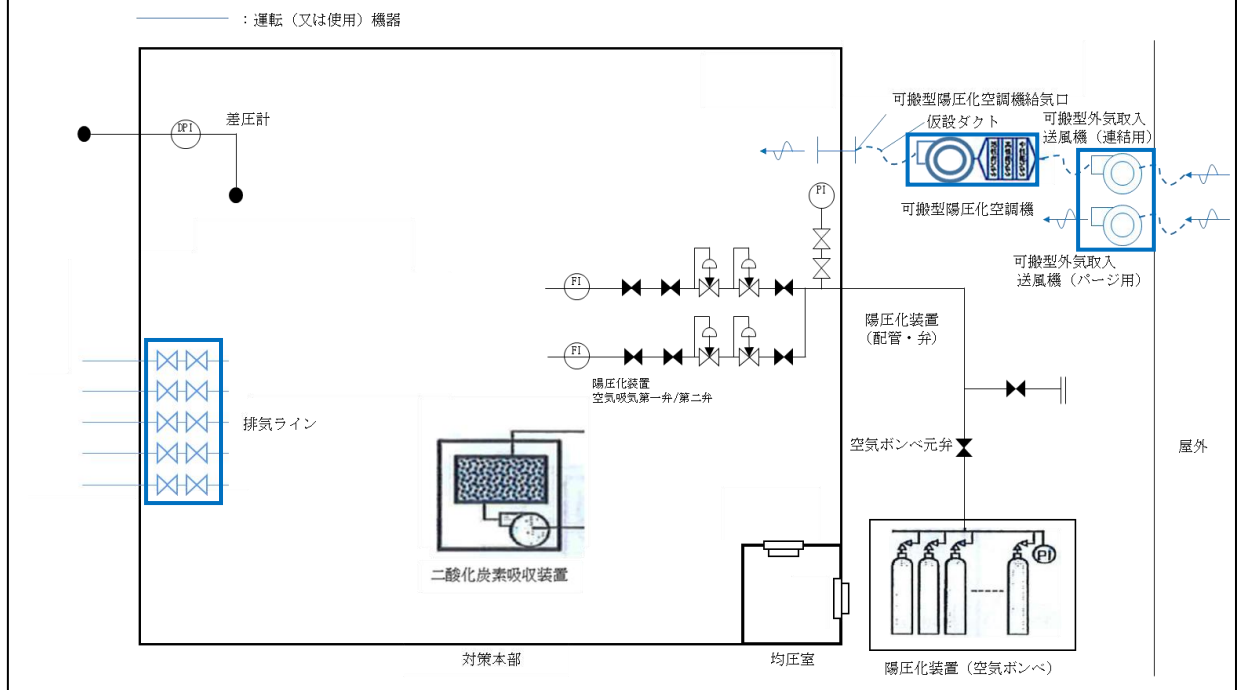 ：運転（又は使用）機器
可搬型陽圧化空調機給気口
仮設ダクト
可搬型外気取入
送風機（連結用）
差圧計
DPI
可搬型陽圧化空調機
PI
可搬型外気取入
送風機（パージ用）
FI
陽圧化装置
（配管・弁）
FI
陽圧化装置
空気吸気第一弁/第二弁
排気ライン
空気ボンベ元弁
屋外
PI
二酸化炭素吸収装置
対策本部
均圧室
陽圧化装置（空気ボンベ）